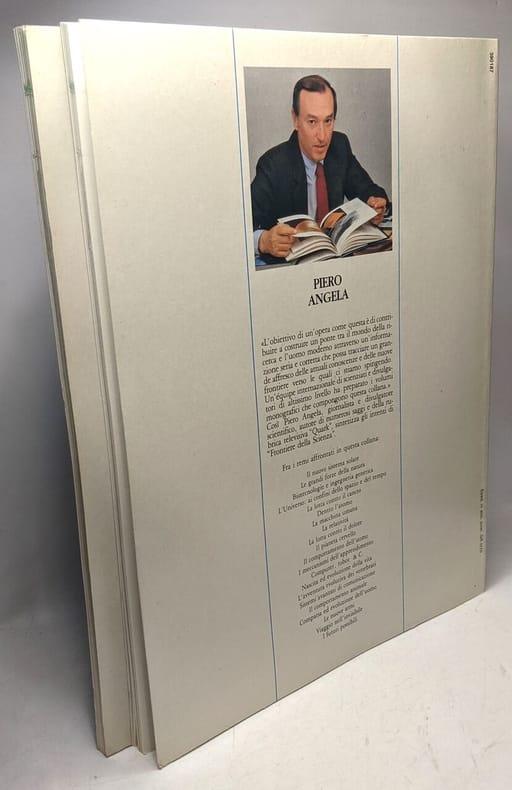 390187
PIERO
ANGELA
«L'obiettivo di un'opera come questa è di contri-
buire a costruire un ponte tra il mondo della ri-
cerca e l'uomo moderno attraverso un'informa-
zione seria e corretta che possa tracciare un gran-
de affresco delle attuali conoscenze e delle nuove
frontiere verso le quali ci stiamo spingendo.
Un'équipe internazionale di scienziati e divulga-
tori di altissimo livello ha preparato i volumi
monografici che compongono questa collana.»
Così Piero Angela, giornalista e divulgatore
scientifico, autore di numerosi saggi e della ru-
brica televisiva "Quark", sintetizza gli intenti di
"Frontiere della Scienza".
Fra i temi affrontati in questa collana:
Il nuovo sistema solare
Le grandi forze della natura
Biotecnologie e ingegneria genetica
L'Universo: ai confini dello spazio e del tempo
La lotta contro il cancro
Dentro l'atomo
La macchina umana
La relatività
La lotta contro il dolore
Il pianeta cervello
Il comportamento dell'uomo
I meccanismi dell'apprendimento
Computer, robot & C.
Nascita ed evoluzione della vita
L'avventura evolutiva dei vertebrati
Sistemi avanzati di comunicazione
Il comportamento animale
Comparsa ed evoluzione dell'uomo
Le nuove armi
Viaggio nell'invisibile
I futuri possibili